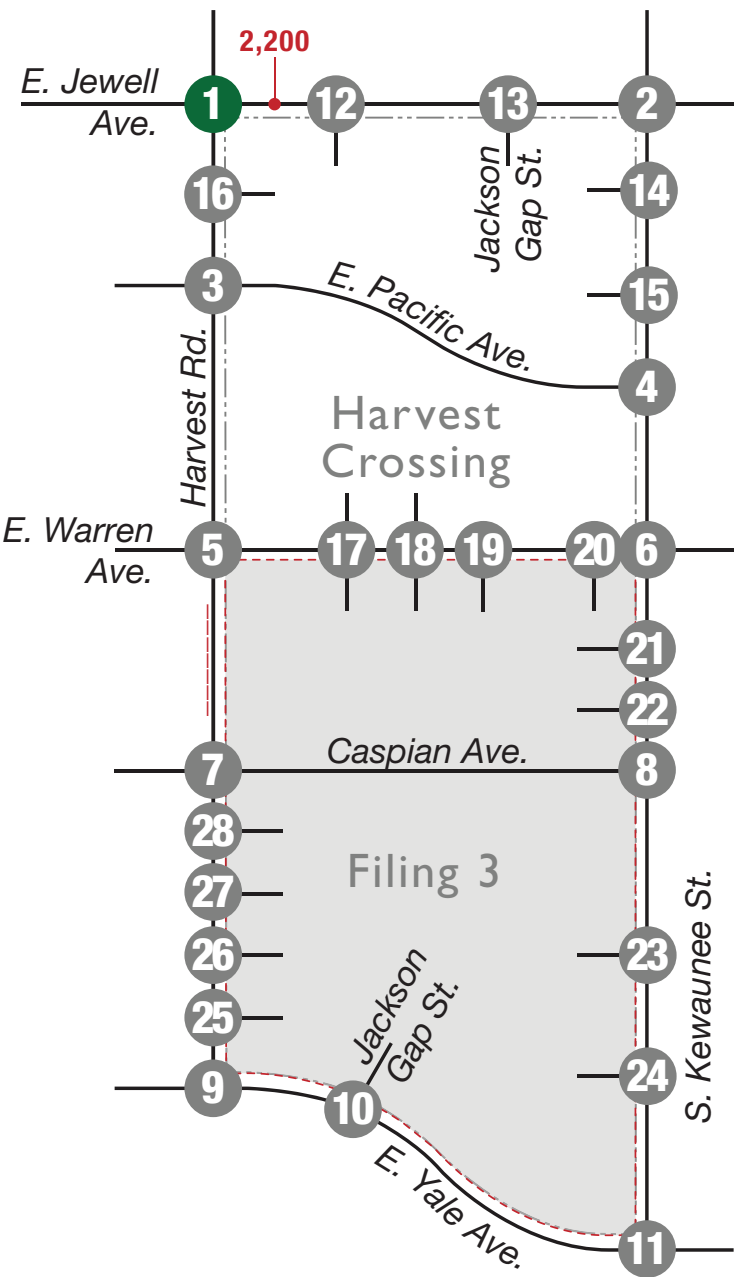 2,200
E. Jewell
Ave.
1
12
13
2
Jackson
Gap St.
16
14
3
E. Pacific Ave.
15
4
Harvest Rd.
Harvest
Crossing
E. Warren
Ave.
5
17
18
19
20
6
21
22
Caspian Ave.
7
8
28
Filing 3
27
S. Kewaunee St.
26
23
Jackson
Gap St.
25
24
9
10
E. Yale Ave.
11